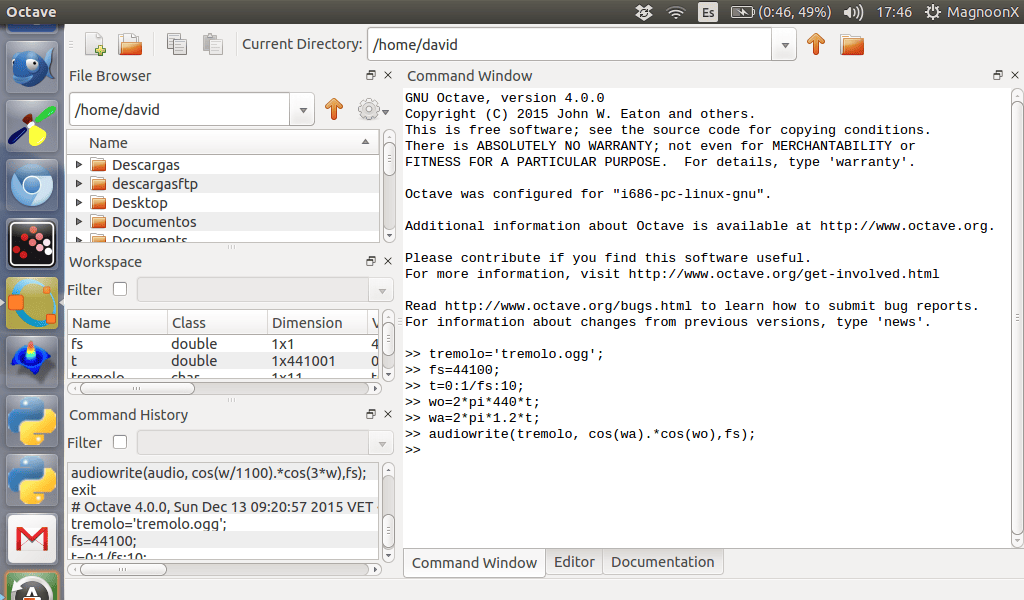 Octave
Es
(0:46, 49%)
17:46
MagnoonX
Current Directory:
/home/david
File Browser
/home/david
Name
Descargas
descargasftp
Desktop
Documentos
Documents
Workspace
Filter
Name Class Dimension V
fs double 1x1 4
t double 1x441001 0
tremolo char 1x11 t
Command History
Filter
audiowrite(audio, cos(w/1100).*cos(3*w),fs);
exit
# Octave 4.0.0, Sun Dec 13 09:20:57 2015 VET
tremolo='tremolo.ogg';
fs=44100;
t=0:1/fs:10;
Command Window
GNU Octave, version 4.0.0
Copyright (C) 2015 John W. Eaton and others.
This is free software; see the source code for copying conditions.
There is ABSOLUTELY NO WARRANTY; not even for MERCHANTABILITY or
FITNESS FOR A PARTICULAR PURPOSE.  For details, type 'warranty'.
Octave was configured for "i686-pc-linux-gnu".
Additional information about Octave is available at http://www.octave.org.
Please contribute if you find this software useful.
For more information, visit http://www.octave.org/get-involved.html
Read http://www.octave.org/bugs.html to learn how to submit bug reports.
For information about changes from previous versions, type 'news'.
>> tremolo='tremolo.ogg';
>> fs=44100;
>> t=0:1/fs:10;
>> wo=2*pi*440*t;
>> wa=2*pi*1.2*t;
>> audiowrite(tremolo, cos(wa).*cos(wo),fs);
>>
Command Window
Editor
Documentation